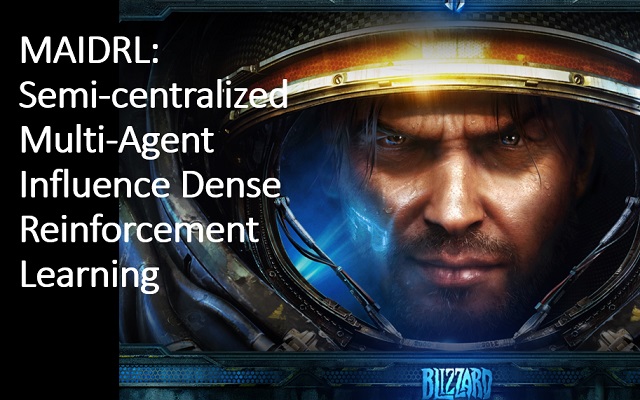 MAIDRL:
Semi-centralized
Multi-Agent
Influence Dense
Reinforcement
Learning
BLIZZARD